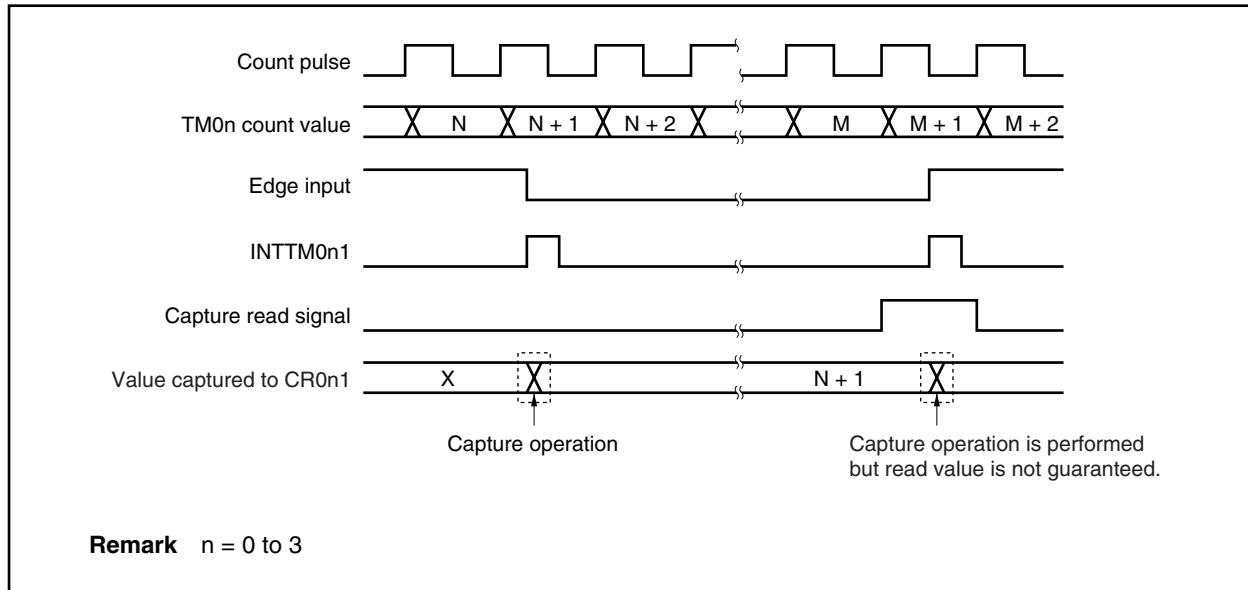 Count pulse
TM0n count value
N
N + 1
N + 2
M
M + 1
M + 2
Edge input
INTTM0n1
Capture read signal
Value captured to CR0n1
X
N + 1
Capture operation
Capture operation is performed
but read value is not guaranteed.
Remark n = 0 to 3